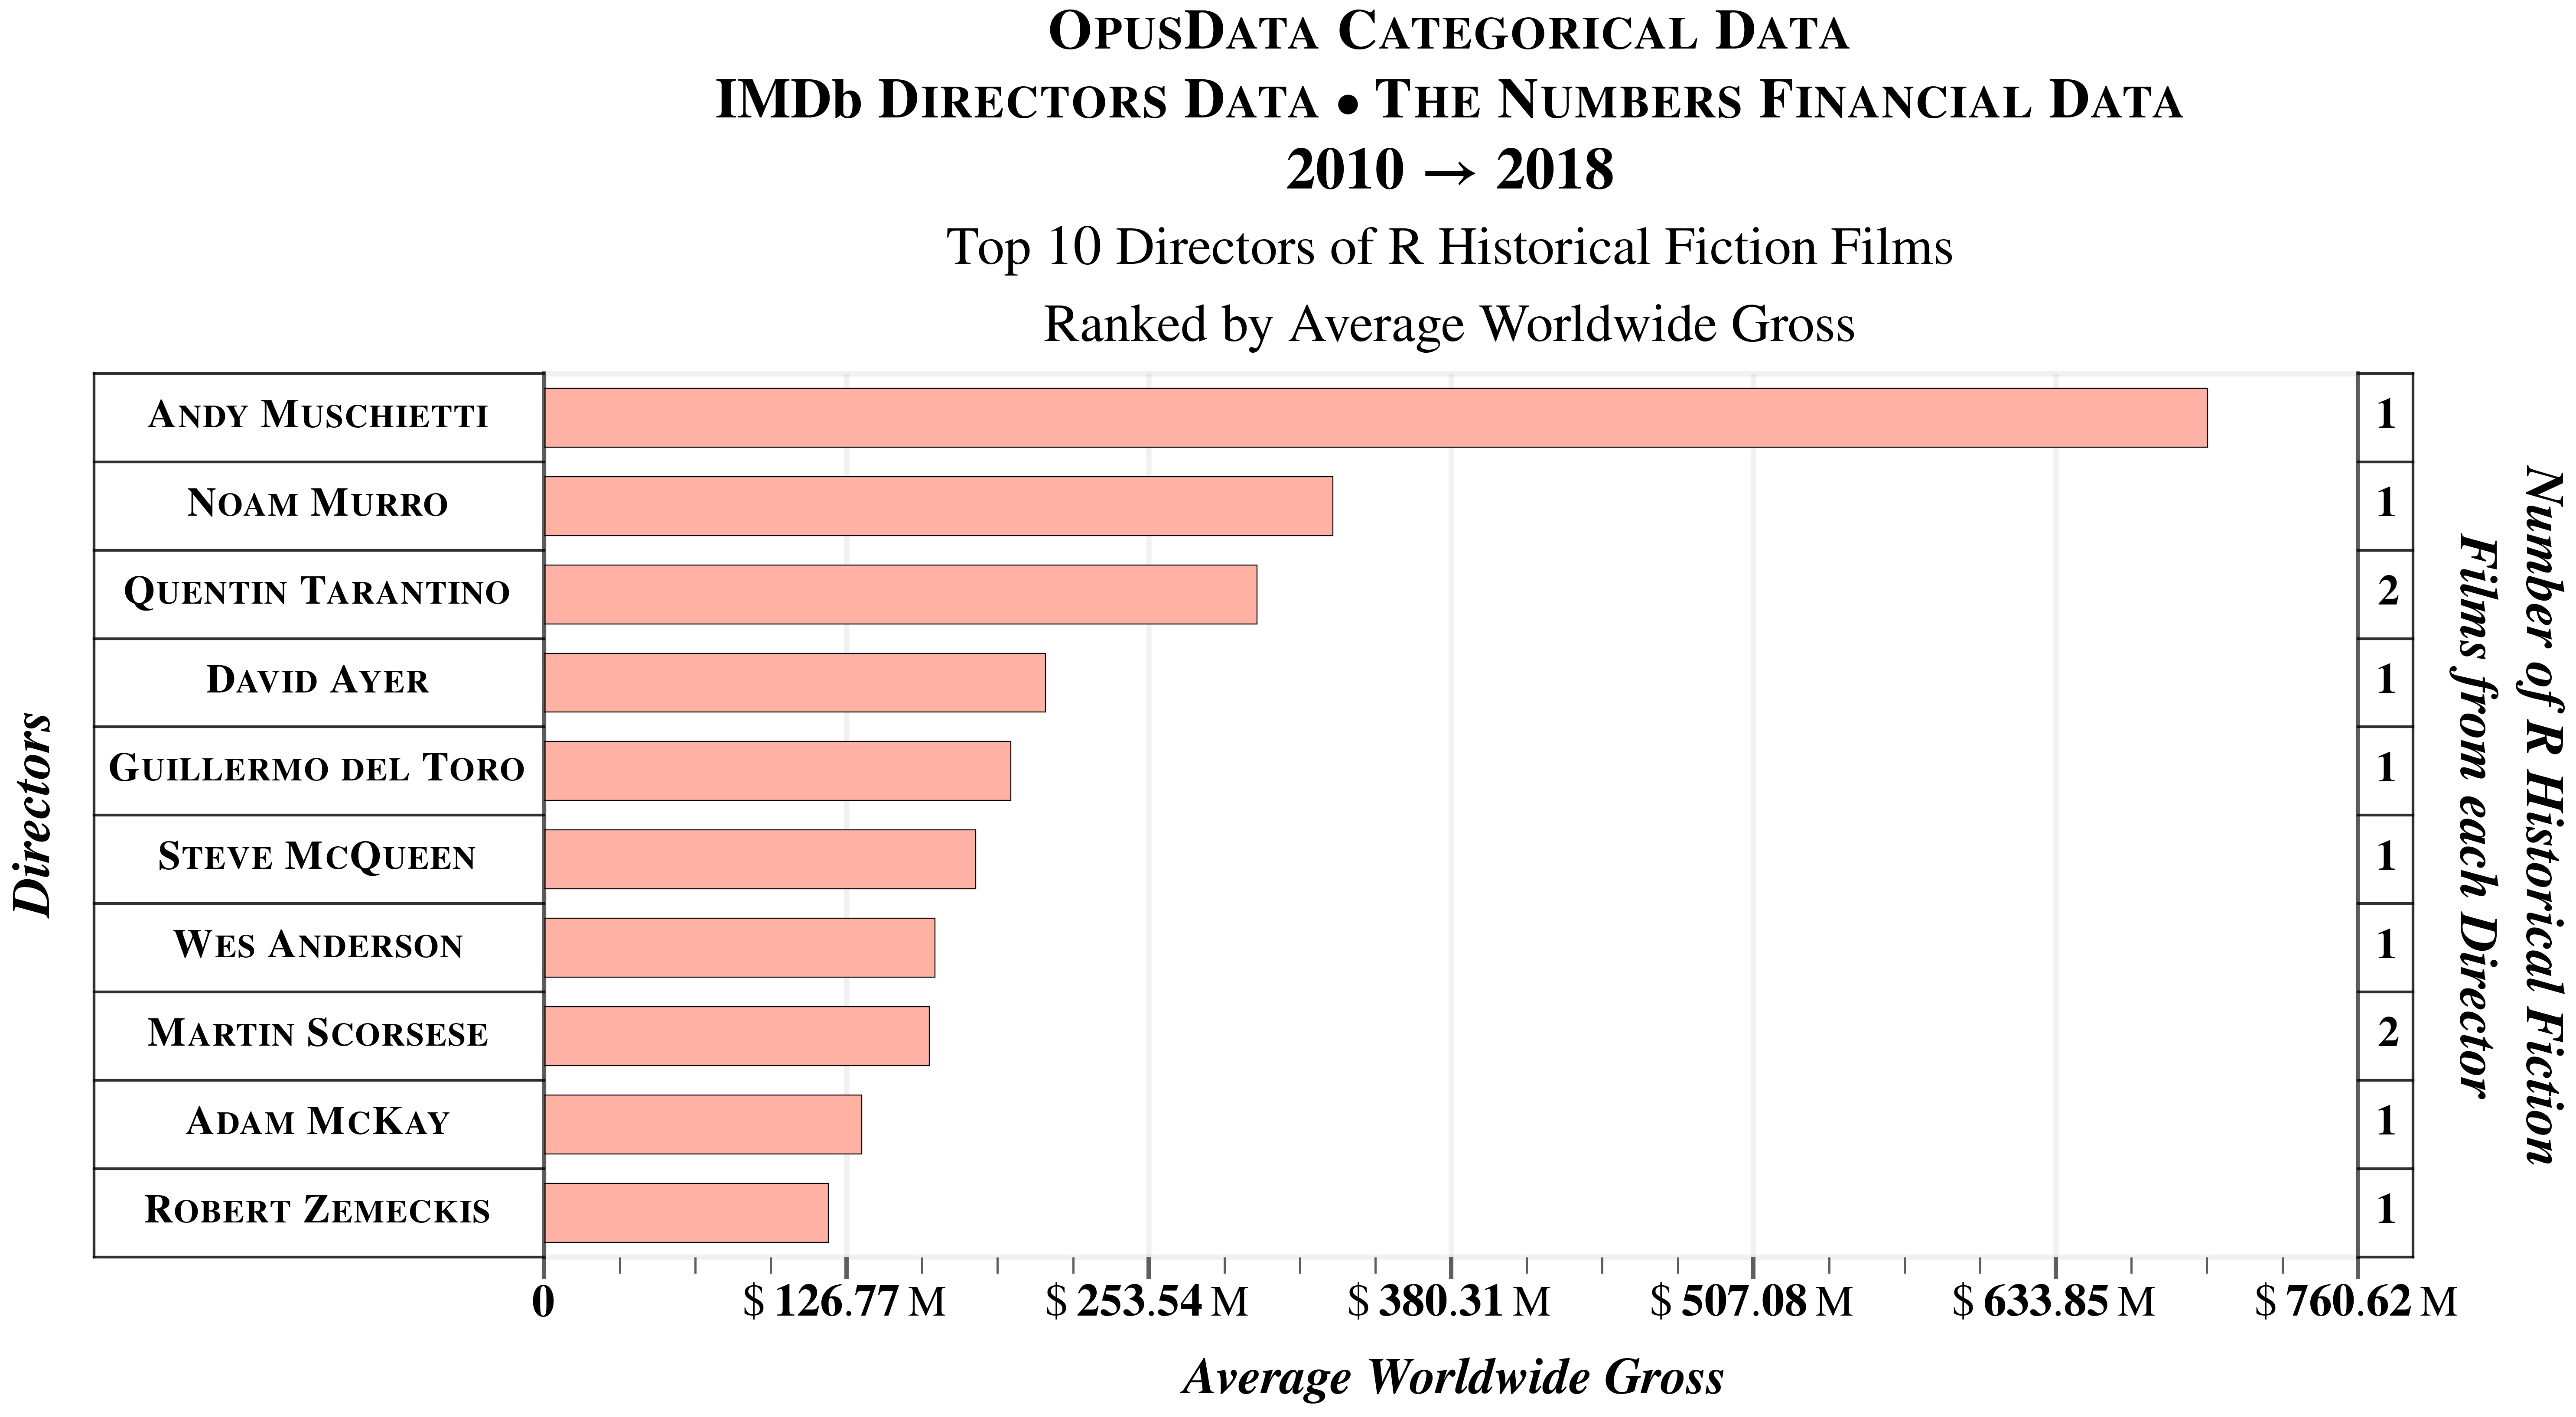 OpusData Categorical Data
IMDb Directors Data • The Numbers Financial Data
2010 → 2018
Top 10 Directors of R Historical Fiction Films
Ranked by Average Worldwide Gross
Directors
Andy Muschietti 1
Noam Murro 1
Quentin Tarantino 2
David Ayer 1
Guillermo del Toro 1
Steve McQueen 1
Wes Anderson 1
Martin Scorsese 2
Adam McKay 1
Robert Zemeckis 1
Number of R Historical Fiction
Films from each Director
0 $ 126.77 M $ 253.54 M $ 380.31 M $ 507.08 M $ 633.85 M $ 760.62 M
Average Worldwide Gross